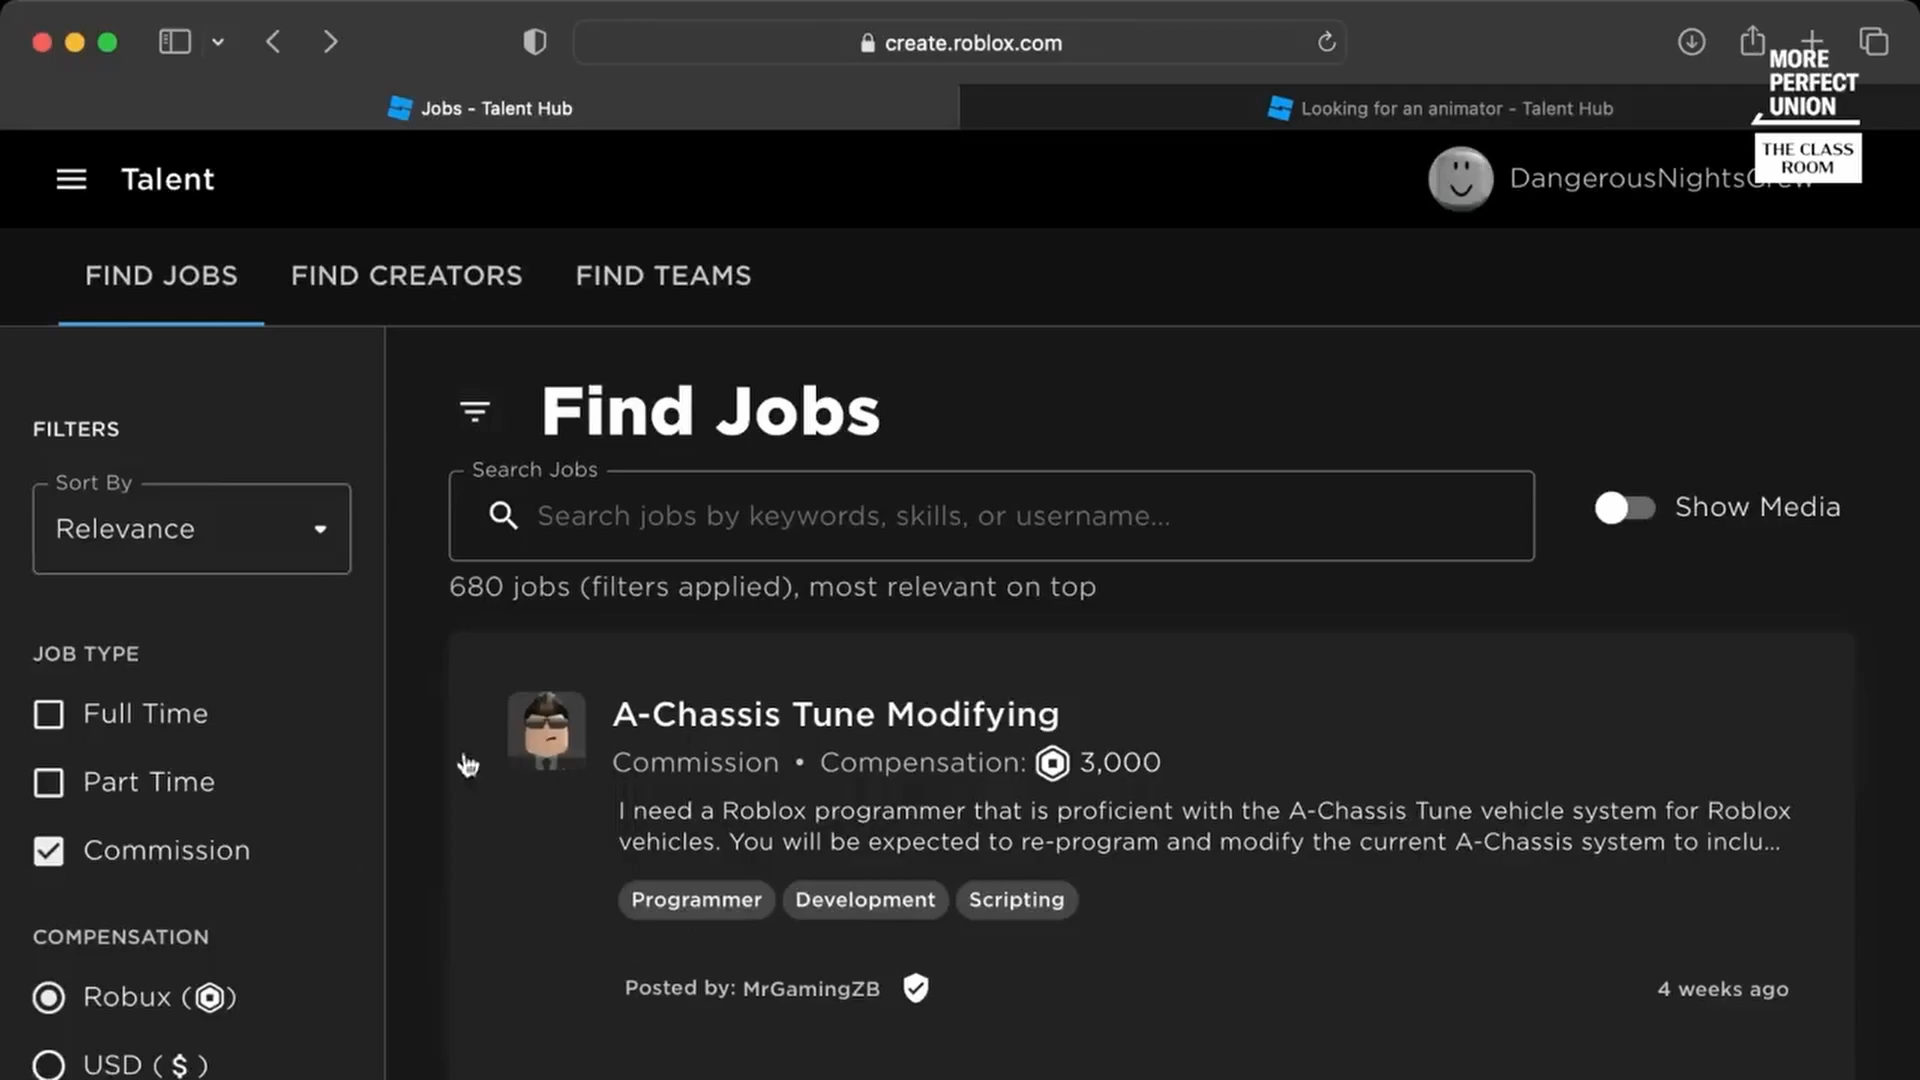 create.roblox.com
MORE
PERFECT
UNION
THE CLASS
ROOM
Jobs - Talent Hub
Looking for an animator - Talent Hub
Talent
FIND JOBS
FIND CREATORS
FIND TEAMS
FILTERS
Sort By
Relevance
JOB TYPE
Full Time
Part Time
Commission
COMPENSATION
Robux ( )
USD ( $ )
Find Jobs
Search Jobs
Search jobs by keywords, skills, or username...
Show Media
680 jobs (filters applied), most relevant on top
A-Chassis Tune Modifying
Commission • Compensation: 3,000
I need a Roblox programmer that is proficient with the A-Chassis Tune vehicle system for Roblox
vehicles. You will be expected to re-program and modify the current A-Chassis system to inclu...
Programmer
Development
Scripting
Posted by: MrGamingZB
4 weeks ago